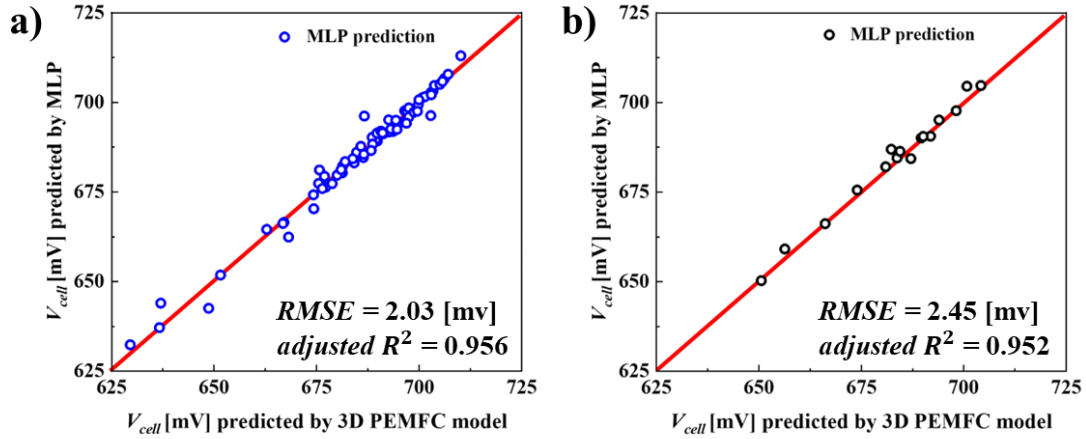 a)
725
700
675
650
625
V_cell [mV] predicted by MLP
MLP prediction
RMSE = 2.03 [mv]
adjusted R² = 0.956
625 650 675 700 725
V_cell [mV] predicted by 3D PEMFC model
b)
725
700
675
650
625
V_cell [mV] predicted by MLP
MLP prediction
RMSE = 2.45 [mv]
adjusted R² = 0.952
625 650 675 700 725
V_cell [mV] predicted by 3D PEMFC model